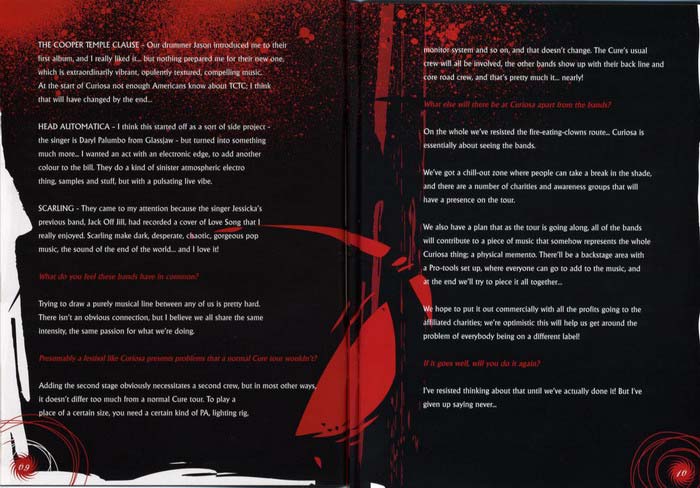 THE COOPER TEMPLE CLAUSE - Our drummer Jason introduced me to their
first album, and I really liked it... but nothing prepared me for their new one,
which is extraordinarily vibrant, opulently textured, compelling music.
At the start of Curiosa not enough Americans know about TCTC; I think
that will have changed by the end...
HEAD AUTOMATICA - I think this started off as a sort of side project -
the singer is Daryl Palumbo from Glassjaw - but turned into something
much more... I wanted an act with an electronic edge, to add another
colour to the bill. They do a kind of sinister atmospheric electro
thing, samples and stuff, but with a pulsating live vibe.
SCARLING - They came to my attention because the singer Jessicka's
previous band, Jack Off Jill, had recorded a cover of Love Song that I
really enjoyed. Scarling make dark, desperate, chaotic, gorgeous pop
music, the sound of the end of the world... and I love it!
What do you feel these bands have in common?
Trying to draw a purely musical line between any of us is pretty hard.
There isn't an obvious connection, but I believe we all share the same
intensity, the same passion for what we're doing.
Presumably a festival like Curiosa presents problems that a normal Cure tour wouldn't?
Adding the second stage obviously necessitates a second crew, but in most other ways,
it doesn't differ too much from a normal Cure tour. To play a
place of a certain size, you need a certain kind of PA, lighting rig,
09
monitor system and so on, and that doesn't change. The Cure's usual
crew will all be involved, the other bands show up with their back line and
core road crew, and that's pretty much it... nearly!
What else will there be at Curiosa apart from the bands?
On the whole we've resisted the fire-eating-clowns route... Curiosa is
essentially about seeing the bands.
We've got a chill-out zone where people can take a break in the shade,
and there are a number of charities and awareness groups that will
have a presence on the tour.
We also have a plan that as the tour is going along, all of the bands
will contribute to a piece of music that somehow represents the whole
Curiosa thing; a physical memento. There'll be a backstage area with
a Pro-tools set up, where everyone can go to add to the music, and
at the end we'll try to piece it all together...
We hope to put it out commercially with all the profits going to the
affiliated charities; we're optimistic this will help us get around the
problem of everybody being on a different label!
If it goes well, will you do it again?
I've resisted thinking about that until we've actually done it! But I've
given up saying never...
10